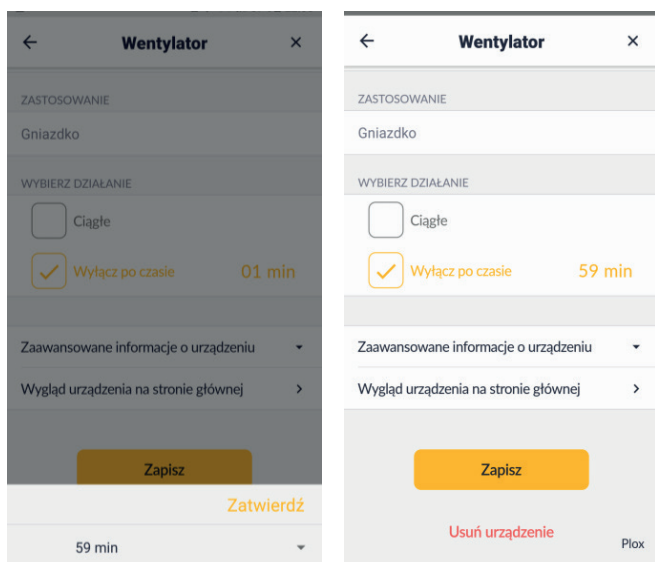 Wentylator
ZASTOSOWANIE
Gniazdko
WYBIERZ DZIAŁANIE
Ciągłe
Wyłącz po czasie 01 min
Zaawansowane informacje o urządzeniu
Wygląd urządzenia na stronie głównej
Zapisz
Zatwierdź
59 min
Wentylator
ZASTOSOWANIE
Gniazdko
WYBIERZ DZIAŁANIE
Ciągłe
Wyłącz po czasie 59 min
Zaawansowane informacje o urządzeniu
Wygląd urządzenia na stronie głównej
Zapisz
Usuń urządzenie
Plox